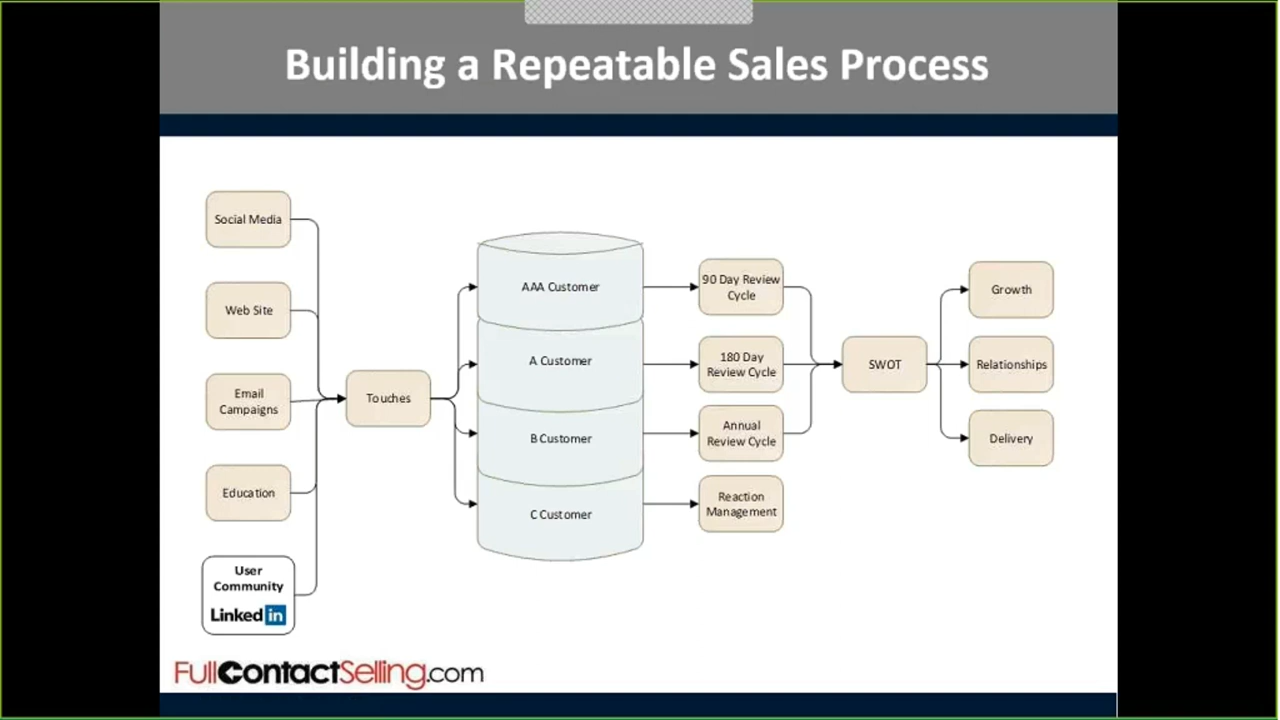 Building a Repeatable Sales Process
Social Media
Web Site
Email
Campaigns
Education
User
Community
Linked in
Touches
AAA Customer
A Customer
B Customer
C Customer
90 Day Review
Cycle
180 Day
Review Cycle
Annual
Review Cycle
Reaction
Management
SWOT
Growth
Relationships
Delivery
FullContactSelling.com